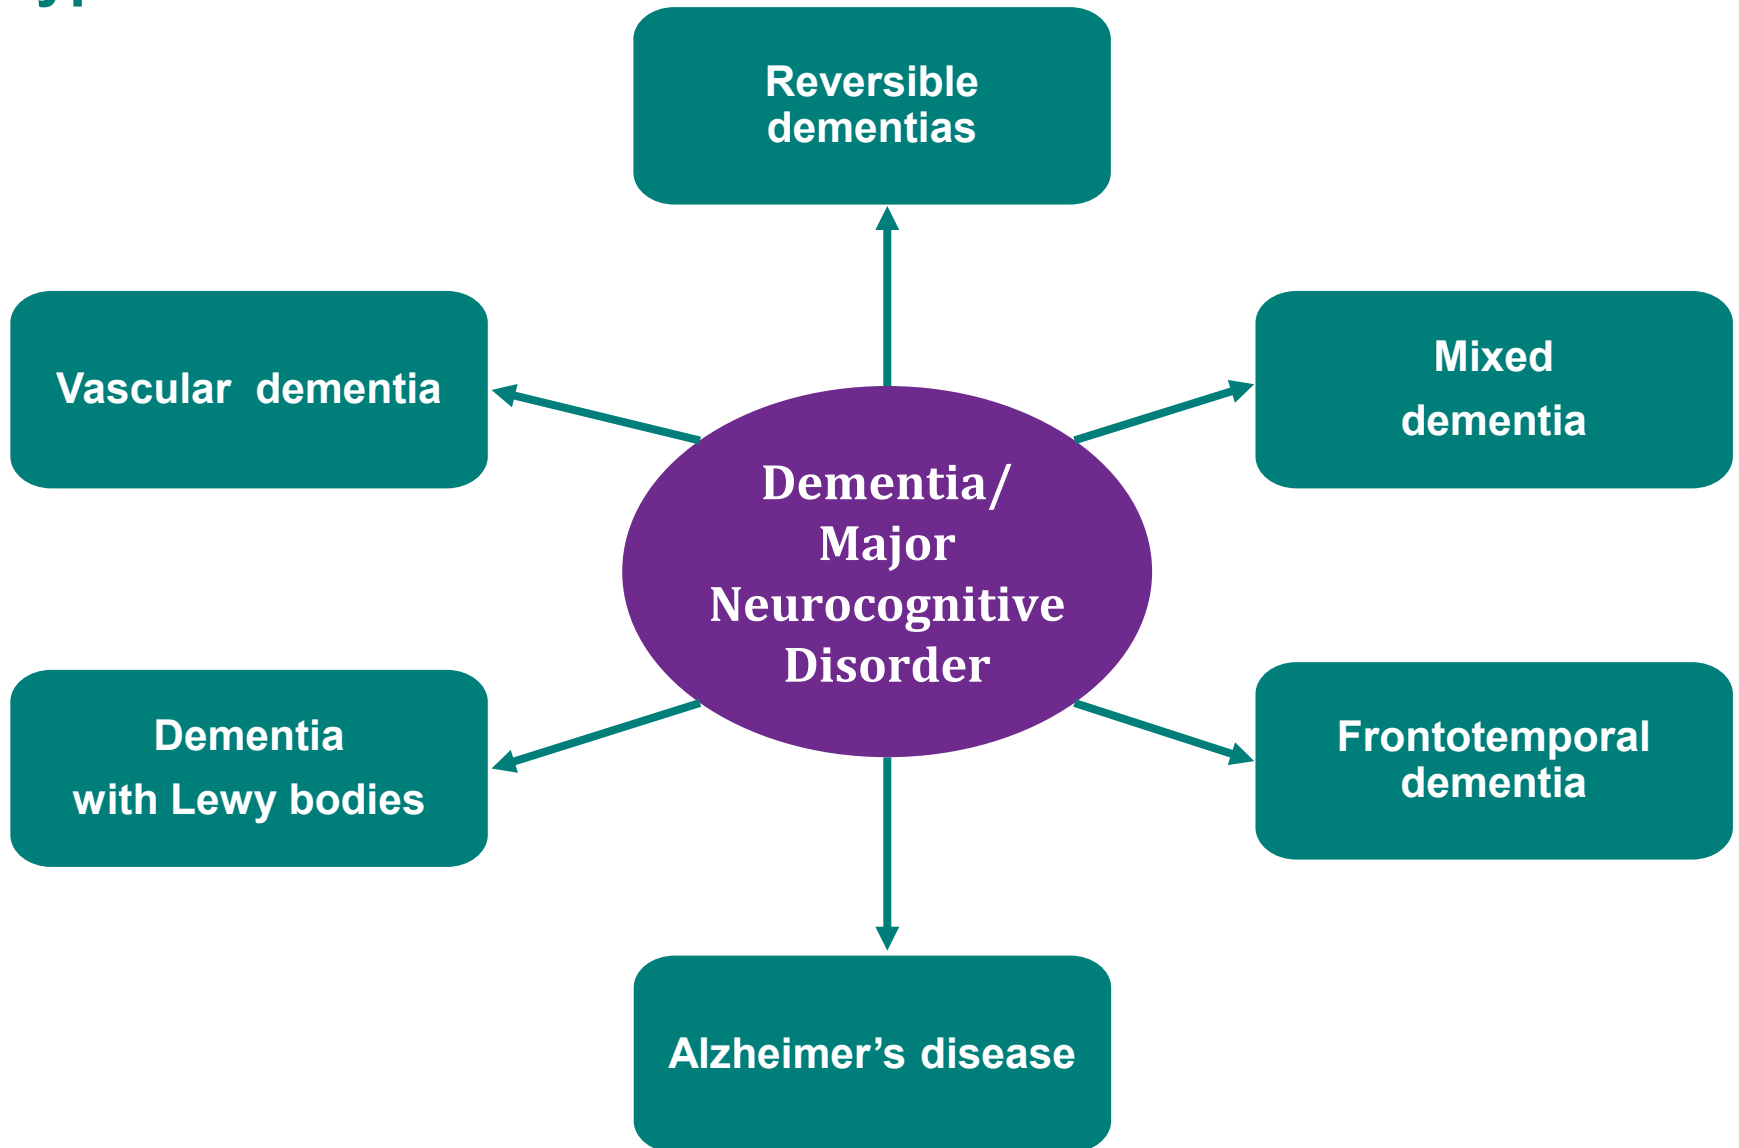 Reversible
dementias
Vascular dementia
Mixed
dementia
Dementia/
Major
Neurocognitive
Disorder
Dementia
with Lewy bodies
Frontotemporal
dementia
Alzheimer’s disease